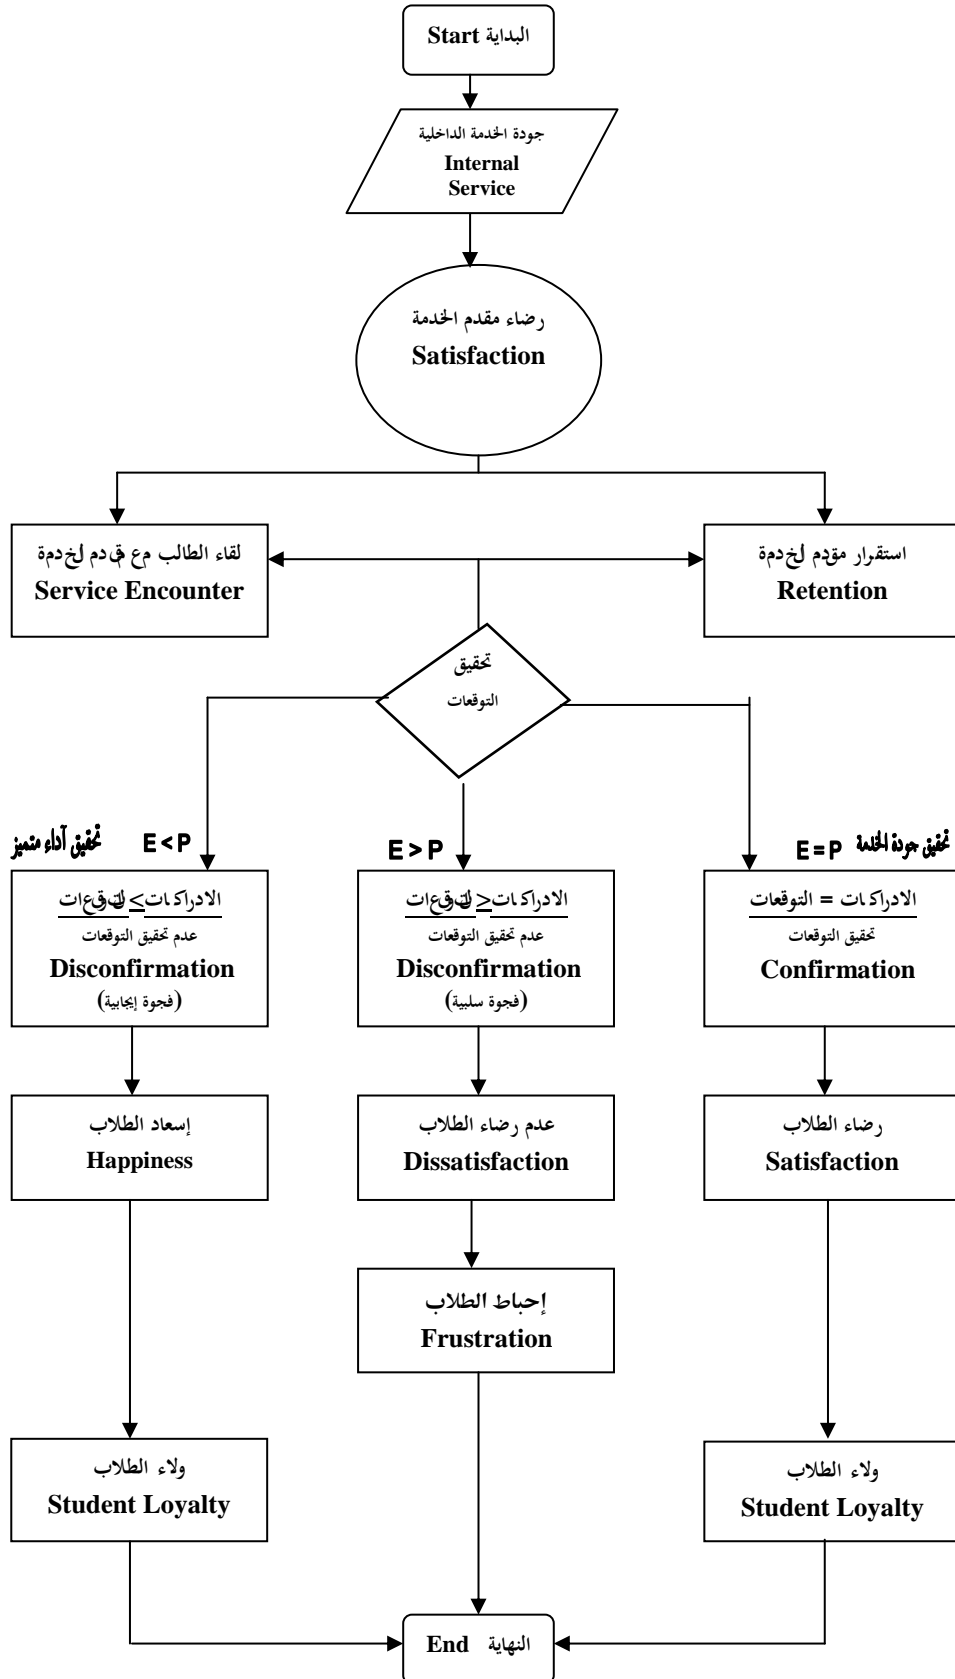 البداية Start
جودة الخدمة الداخلية
Internal
Service
رضاء مقدم الخدمة
Satisfaction
لقاء الطالب مع مقدم الخدمة
Service Encounter
استقرار مقدم الخدمة
Retention
تحقيق
التوقعات
تحقيق آداء متميز
E < P
E > P
E = P تحقيق جودة الخدمة
الادراكات ≥ التوقعات
عدم تحقيق التوقعات
Disconfirmation
(فجوة إيجابية)
الادراكات ≤ التوقعات
عدم تحقيق التوقعات
Disconfirmation
(فجوة سلبية)
الادراكات = التوقعات
تحقيق التوقعات
Confirmation
إسعاد الطلاب
Happiness
عدم رضاء الطلاب
Dissatisfaction
رضاء الطلاب
Satisfaction
إحباط الطلاب
Frustration
ولاء الطلاب
Student Loyalty
ولاء الطلاب
Student Loyalty
النهاية End